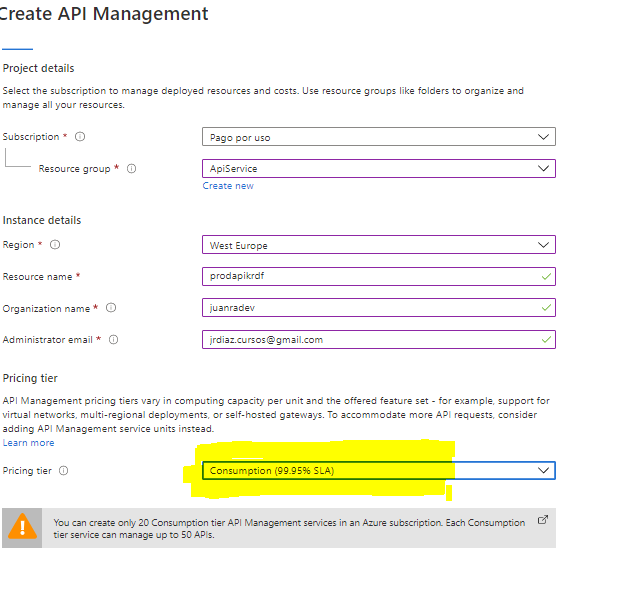 Create API Management
Project details
Select the subscription to manage deployed resources and costs. Use resource groups like folders to organize and
manage all your resources.
Subscription *
Pago por uso
Resource group *
ApiService
Create new
Instance details
Region *
West Europe
Resource name *
prodapikrdf
Organization name *
juanradev
Administrator email *
jrdiaz.cursos@gmail.com
Pricing tier
API Management pricing tiers vary in computing capacity per unit and the offered feature set - for example, support for
virtual networks, multi-regional deployments, or self-hosted gateways. To accommodate more API requests, consider
adding API Management service units instead.
Learn more
Pricing tier
Consumption (99.95% SLA)
You can create only 20 Consumption tier API Management services in an Azure subscription. Each Consumption
tier service can manage up to 50 APIs.